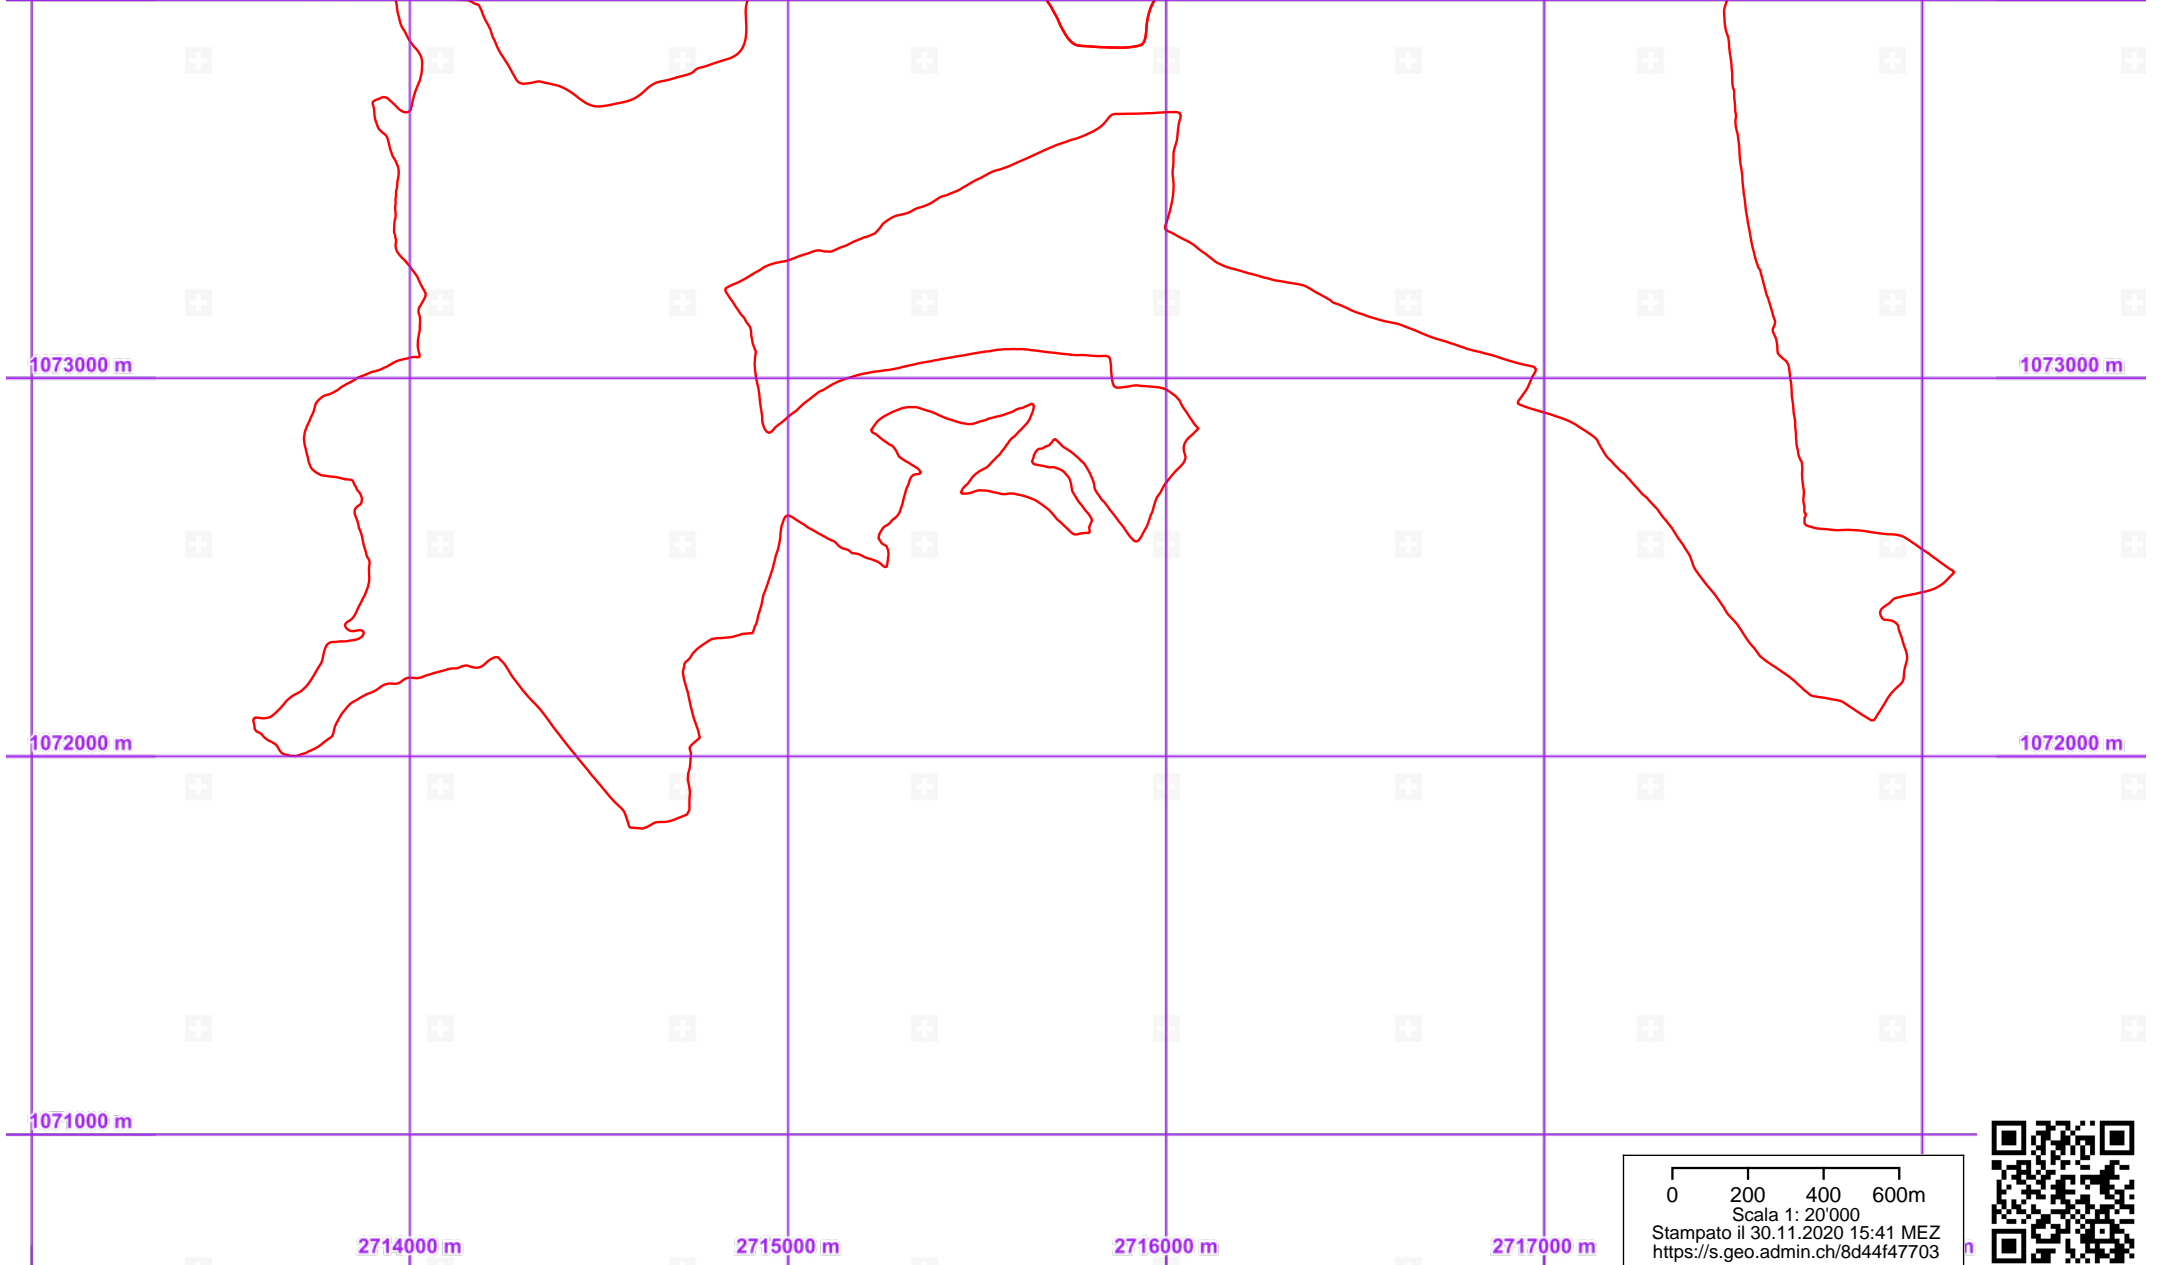 1073000 m 1073000 m
1072000 m 1072000 m
1071000 m
0 200 400 600m
Scala 1: 20'000
Stampato il 30.11.2020 15:41 MEZ
https://s.geo.admin.ch/8d44f47703
2714000 m 2715000 m 2716000 m 2717000 m m